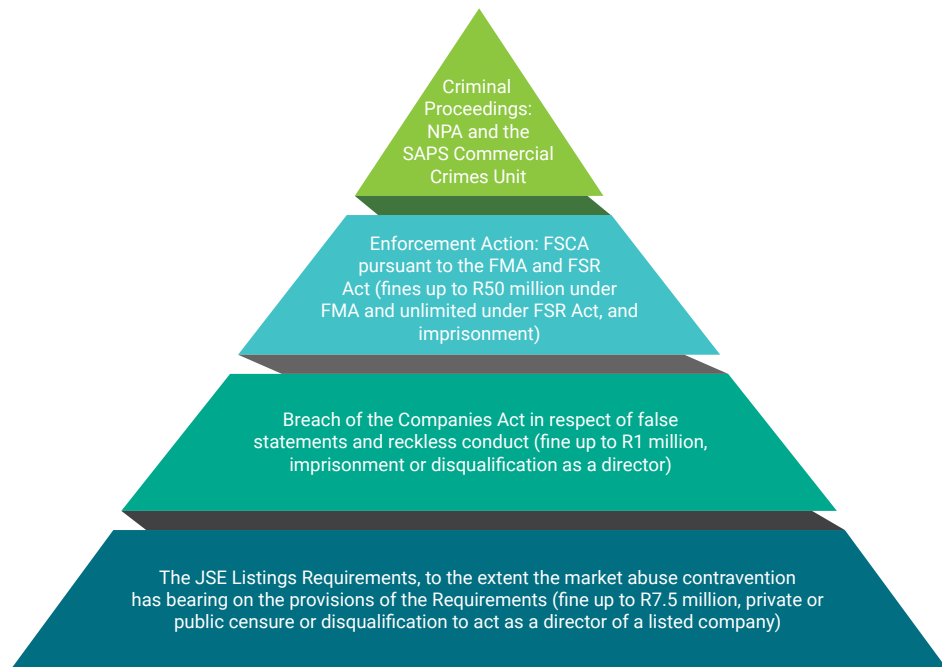 Criminal
Proceedings:
NPA and the
SAPS Commercial
Crimes Unit
Enforcement Action: FSCA
pursuant to the FMA and FSR
Act (fines up to R50 million under
FMA and unlimited under FSR Act, and
imprisonment)
Breach of the Companies Act in respect of false
statements and reckless conduct (fine up to R1 million,
imprisonment or disqualification as a director)
The JSE Listings Requirements, to the extent the market abuse contravention
has bearing on the provisions of the Requirements (fine up to R7.5 million, private or
public censure or disqualification to act as a director of a listed company)